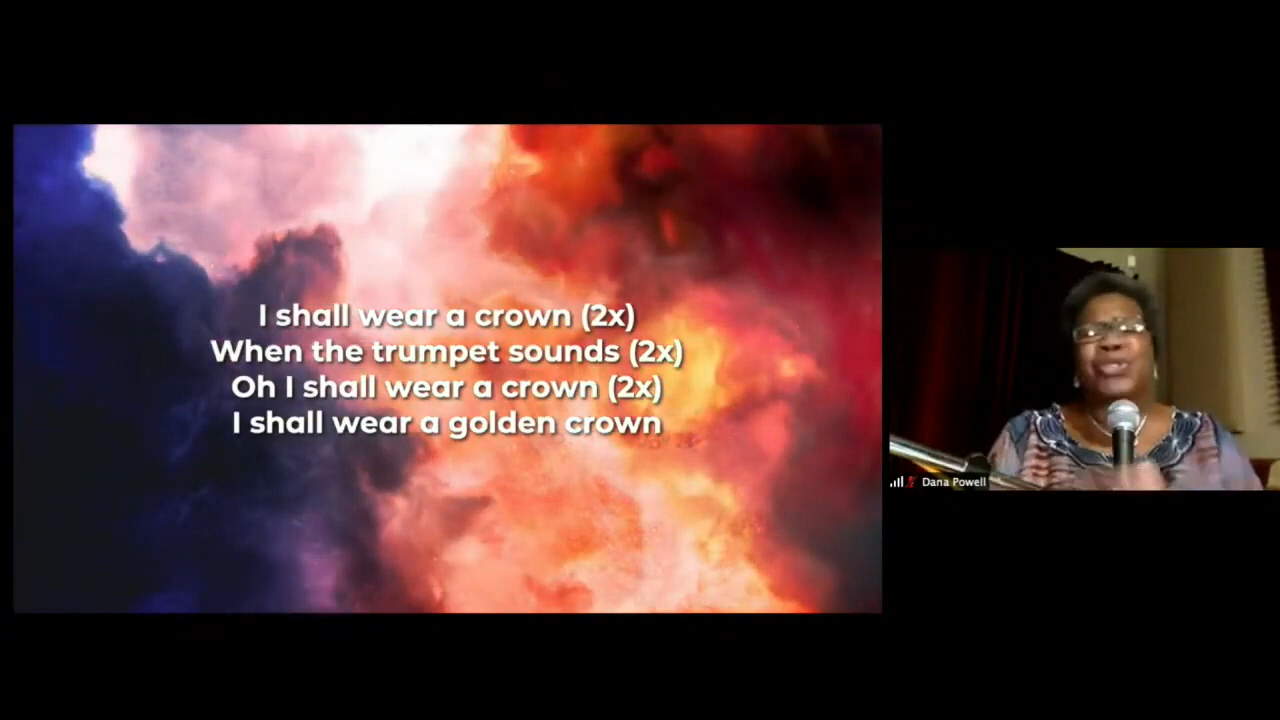 I shall wear a crown (2x)
When the trumpet sounds (2x)
Oh I shall wear a crown (2x)
I shall wear a golden crown
Dana Powell